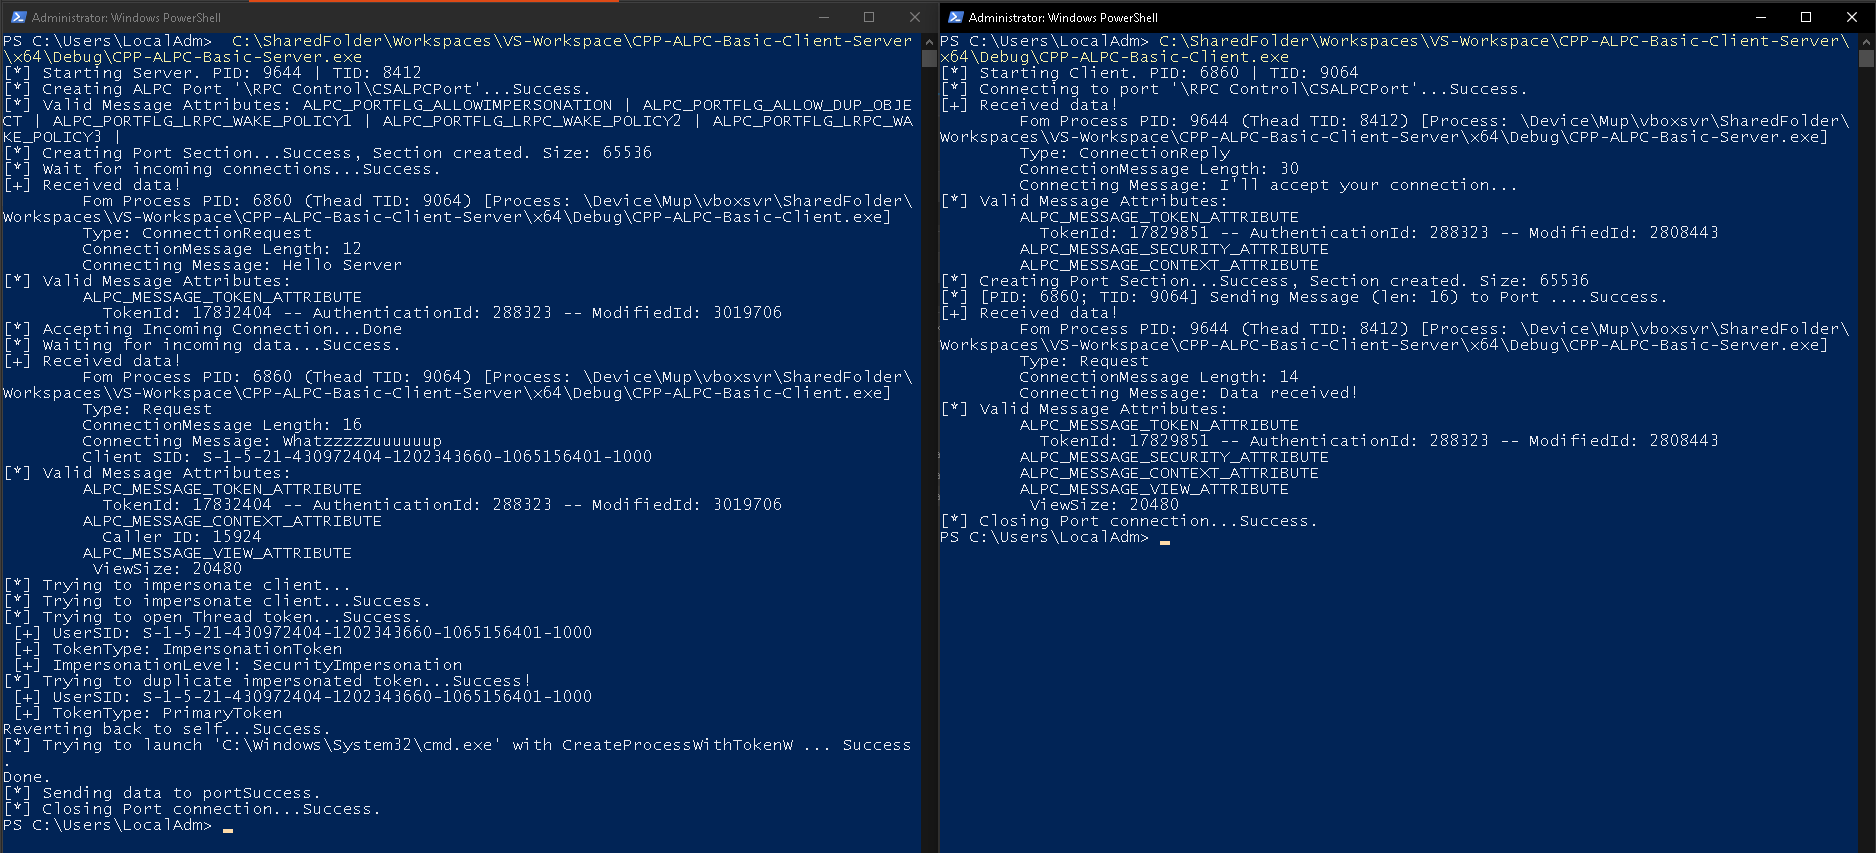 Administrator: Windows PowerShell
PS C:\Users\LocalAdm>  C:\SharedFolder\Workspaces\VS-Workspace\CPP-ALPC-Basic-Client-Server
\x64\Debug\CPP-ALPC-Basic-Server.exe
[*] Starting Server. PID: 9644 | TID: 8412
[*] Creating ALPC Port '\RPC Control\CSALPCPort'...Success.
[*] Valid Message Attributes: ALPC_PORTFLG_ALLOWIMPERSONATION | ALPC_PORTFLG_ALLOW_DUP_OBJE
CT | ALPC_PORTFLG_LRPC_WAKE_POLICY1 | ALPC_PORTFLG_LRPC_WAKE_POLICY2 | ALPC_PORTFLG_LRPC_WA
KE_POLICY3 |
[*] Creating Port Section...Success, Section created. Size: 65536
[*] Wait for incoming connections...Success.
[+] Received data!
        Fom Process PID: 6860 (Thead TID: 9064) [Process: \Device\Mup\vboxsvr\SharedFolder\
Workspaces\VS-Workspace\CPP-ALPC-Basic-Client-Server\x64\Debug\CPP-ALPC-Basic-Client.exe]
        Type: ConnectionRequest
        ConnectionMessage Length: 12
        Connecting Message: Hello Server
[*] Valid Message Attributes:
        ALPC_MESSAGE_TOKEN_ATTRIBUTE
          TokenId: 17832404 -- AuthenticationId: 288323 -- ModifiedId: 3019706
[*] Accepting Incoming Connection...Done
[*] Waiting for incoming data...Success.
[+] Received data!
        Fom Process PID: 6860 (Thead TID: 9064) [Process: \Device\Mup\vboxsvr\SharedFolder\
Workspaces\VS-Workspace\CPP-ALPC-Basic-Client-Server\x64\Debug\CPP-ALPC-Basic-Client.exe]
        Type: Request
        ConnectionMessage Length: 16
        Connecting Message: Whatzzzzzuuuuuup
        Client SID: S-1-5-21-430972404-1202343660-1065156401-1000
[*] Valid Message Attributes:
        ALPC_MESSAGE_TOKEN_ATTRIBUTE
          TokenId: 17832404 -- AuthenticationId: 288323 -- ModifiedId: 3019706
        ALPC_MESSAGE_CONTEXT_ATTRIBUTE
          Caller ID: 15924
        ALPC_MESSAGE_VIEW_ATTRIBUTE
         ViewSize: 20480
[*] Trying to impersonate client...
[*] Trying to impersonate client...Success.
[*] Trying to open Thread token...Success.
 [+] UserSID: S-1-5-21-430972404-1202343660-1065156401-1000
 [+] TokenType: ImpersonationToken
 [+] ImpersonationLevel: SecurityImpersonation
[*] Trying to duplicate impersonated token...Success!
 [+] UserSID: S-1-5-21-430972404-1202343660-1065156401-1000
 [+] TokenType: PrimaryToken
Reverting back to self...Success.
[*] Trying to launch 'C:\Windows\System32\cmd.exe' with CreateProcessWithTokenW ... Success
.
Done.
[*] Sending data to portSuccess.
[*] Closing Port connection...Success.
PS C:\Users\LocalAdm>
Administrator: Windows PowerShell
PS C:\Users\LocalAdm> C:\SharedFolder\Workspaces\VS-Workspace\CPP-ALPC-Basic-Client-Server\
x64\Debug\CPP-ALPC-Basic-Client.exe
[*] Starting Client. PID: 6860 | TID: 9064
[*] Connecting to port '\RPC Control\CSALPCPort'...Success.
[+] Received data!
        Fom Process PID: 9644 (Thead TID: 8412) [Process: \Device\Mup\vboxsvr\SharedFolder\
Workspaces\VS-Workspace\CPP-ALPC-Basic-Client-Server\x64\Debug\CPP-ALPC-Basic-Server.exe]
        Type: ConnectionReply
        ConnectionMessage Length: 30
        Connecting Message: I'll accept your connection...
[*] Valid Message Attributes:
        ALPC_MESSAGE_TOKEN_ATTRIBUTE
          TokenId: 17829851 -- AuthenticationId: 288323 -- ModifiedId: 2808443
        ALPC_MESSAGE_SECURITY_ATTRIBUTE
        ALPC_MESSAGE_CONTEXT_ATTRIBUTE
[*] Creating Port Section...Success, Section created. Size: 65536
[*] [PID: 6860; TID: 9064] Sending Message (len: 16) to Port ....Success.
[+] Received data!
        Fom Process PID: 9644 (Thead TID: 8412) [Process: \Device\Mup\vboxsvr\SharedFolder\
Workspaces\VS-Workspace\CPP-ALPC-Basic-Client-Server\x64\Debug\CPP-ALPC-Basic-Server.exe]
        Type: Request
        ConnectionMessage Length: 14
        Connecting Message: Data received!
[*] Valid Message Attributes:
        ALPC_MESSAGE_TOKEN_ATTRIBUTE
          TokenId: 17829851 -- AuthenticationId: 288323 -- ModifiedId: 2808443
        ALPC_MESSAGE_SECURITY_ATTRIBUTE
        ALPC_MESSAGE_CONTEXT_ATTRIBUTE
        ALPC_MESSAGE_VIEW_ATTRIBUTE
         ViewSize: 20480
[*] Closing Port connection...Success.
PS C:\Users\LocalAdm>